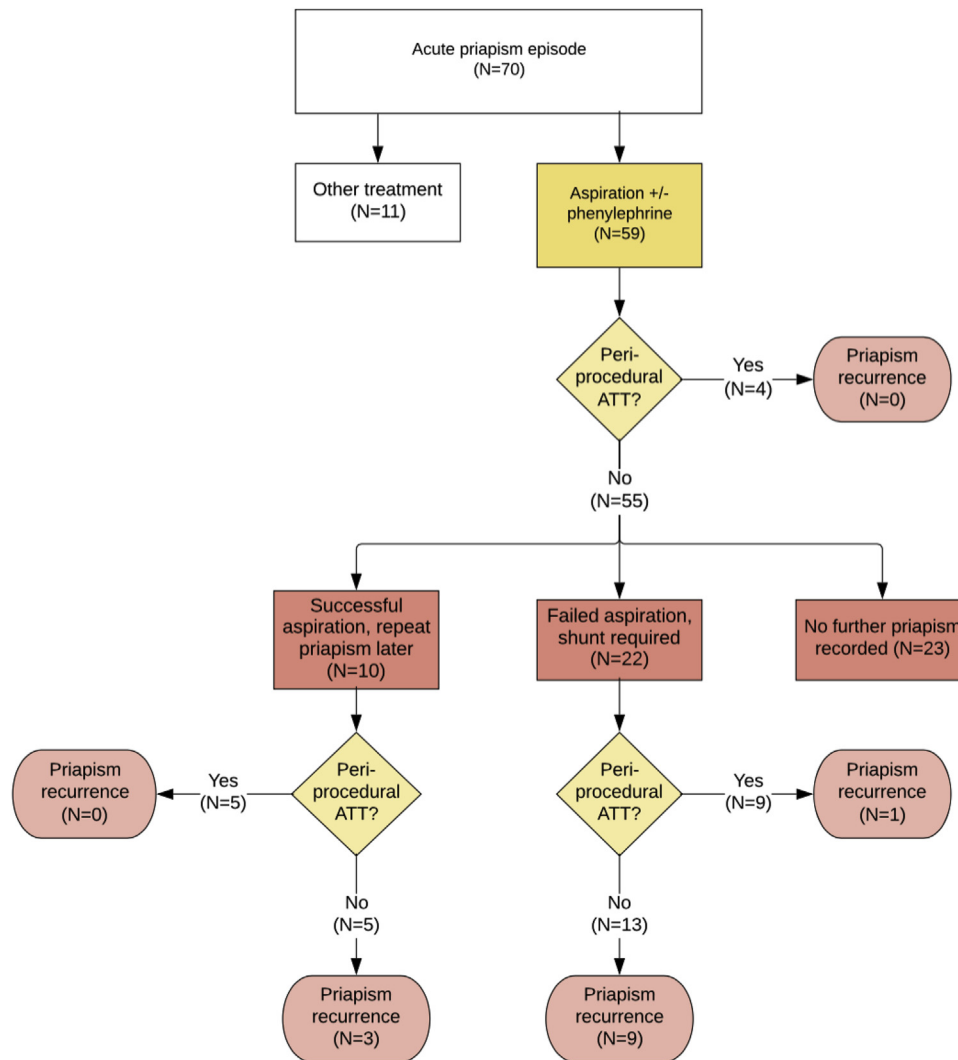 Acute priapism episode
(N=70)
Other treatment
(N=11)
Aspiration +/-
phenylephrine
(N=59)
Peri-
procedural
ATT?
Yes
(N=4)
Priapism
recurrence
(N=0)
No
(N=55)
Successful
aspiration, repeat
priapism later
(N=10)
Failed aspiration,
shunt required
(N=22)
No further priapism
recorded (N=23)
Priapism
recurrence
(N=0)
Yes
(N=5)
Peri-
procedural
ATT?
Peri-
procedural
ATT?
Yes
(N=9)
Priapism
recurrence
(N=1)
No
(N=5)
No
(N=13)
Priapism
recurrence
(N=3)
Priapism
recurrence
(N=9)